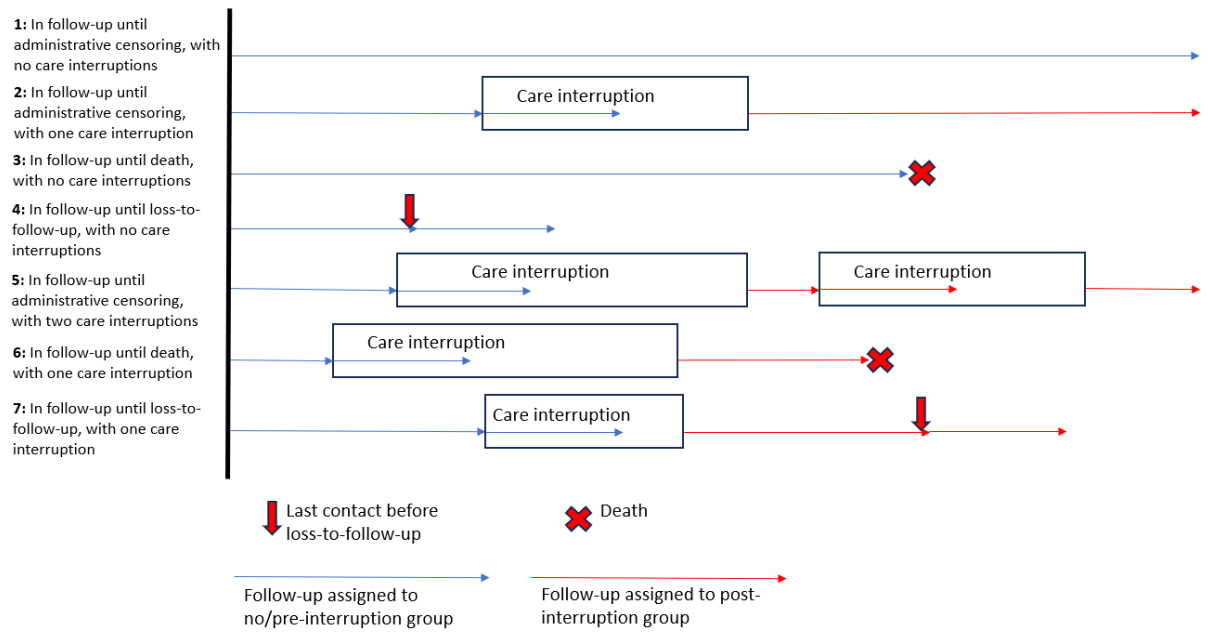 1: In follow-up until
administrative censoring, with
no care interruptions
2: In follow-up until
administrative censoring,
with one care interruption
Care interruption
3: In follow-up until death,
with no care interruptions
4: In follow-up until loss-to-
follow-up, with no care
interruptions
5: In follow-up until
administrative censoring,
with two care interruptions
Care interruption
Care interruption
6: In follow-up until death,
with one care interruption
Care interruption
7: In follow-up until loss-to-
follow-up, with one care
interruption
Care interruption
Last contact before
loss-to-follow-up
Death
Follow-up assigned to
no/pre-interruption group
Follow-up assigned to post-
interruption group